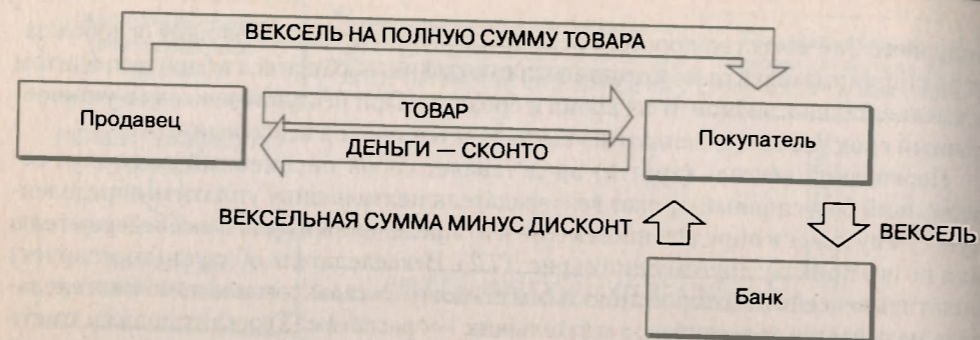 ВЕКСЕЛЬ НА ПОЛНУЮ СУММУ ТОВАРА
Продавец
ТОВАР
Покупатель
ДЕНЬГИ – СКОНТО
ВЕКСЕЛЬНАЯ СУММА МИНУС ДИСКОНТ
ВЕКСЕЛЬ
Банк